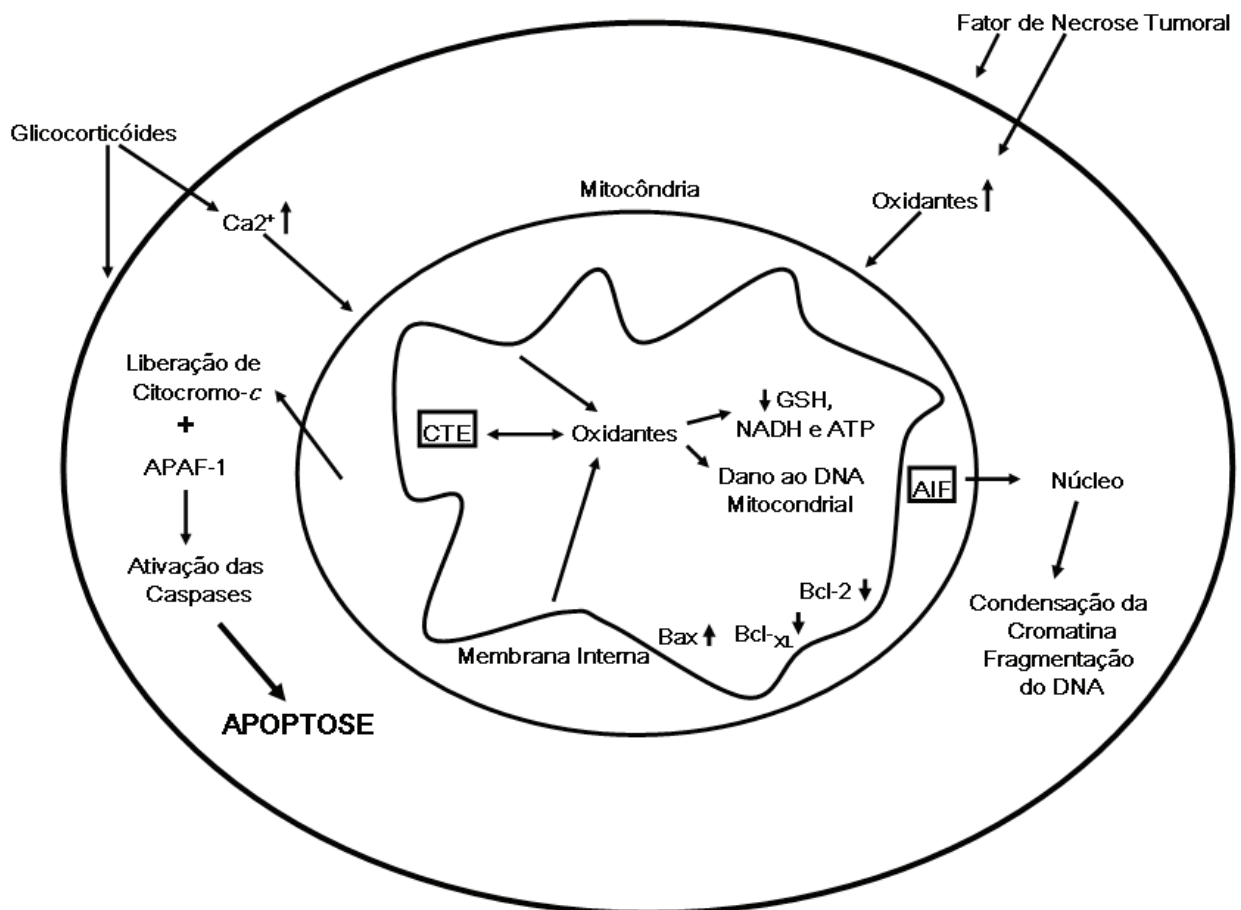 Fator de Necrose Tumoral
Glicocorticóides
Ca2⁺
Mitocôndria
Oxidantes
Liberação de
Citocromo-c
+
APAF-1
Ativação das
Caspases
APOPTOSE
CTE
Oxidantes
GSH,
NADH e ATP
Dano ao DNA
Mitocondrial
AIF
Núcleo
Condensação da
Cromatina
Fragmentação
do DNA
Bcl-2
Bax
Bcl-XL
Membrana Interna